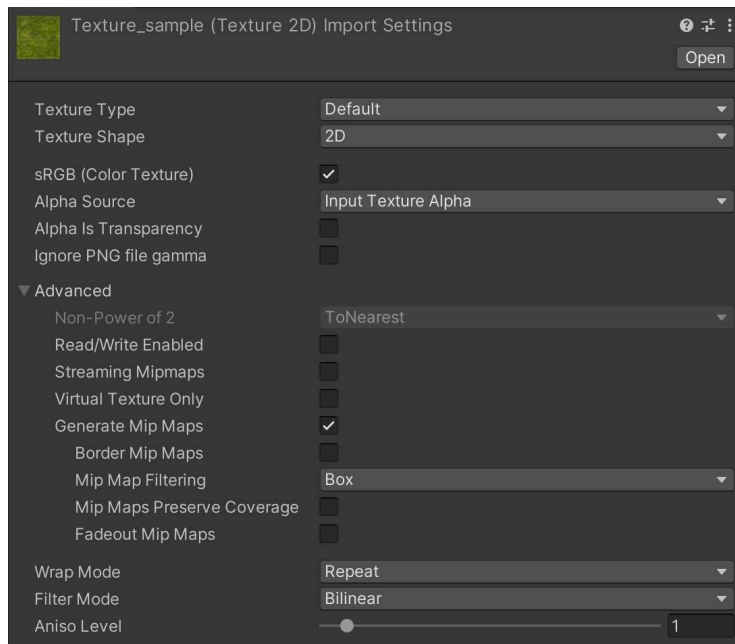 Texture_sample (Texture 2D) Import Settings
Open
Texture Type Default
Texture Shape 2D
sRGB (Color Texture)
Alpha Source Input Texture Alpha
Alpha Is Transparency
Ignore PNG file gamma
Advanced
Non-Power of 2 ToNearest
Read/Write Enabled
Streaming Mipmaps
Virtual Texture Only
Generate Mip Maps
Border Mip Maps
Mip Map Filtering Box
Mip Maps Preserve Coverage
Fadeout Mip Maps
Wrap Mode Repeat
Filter Mode Bilinear
Aniso Level 1